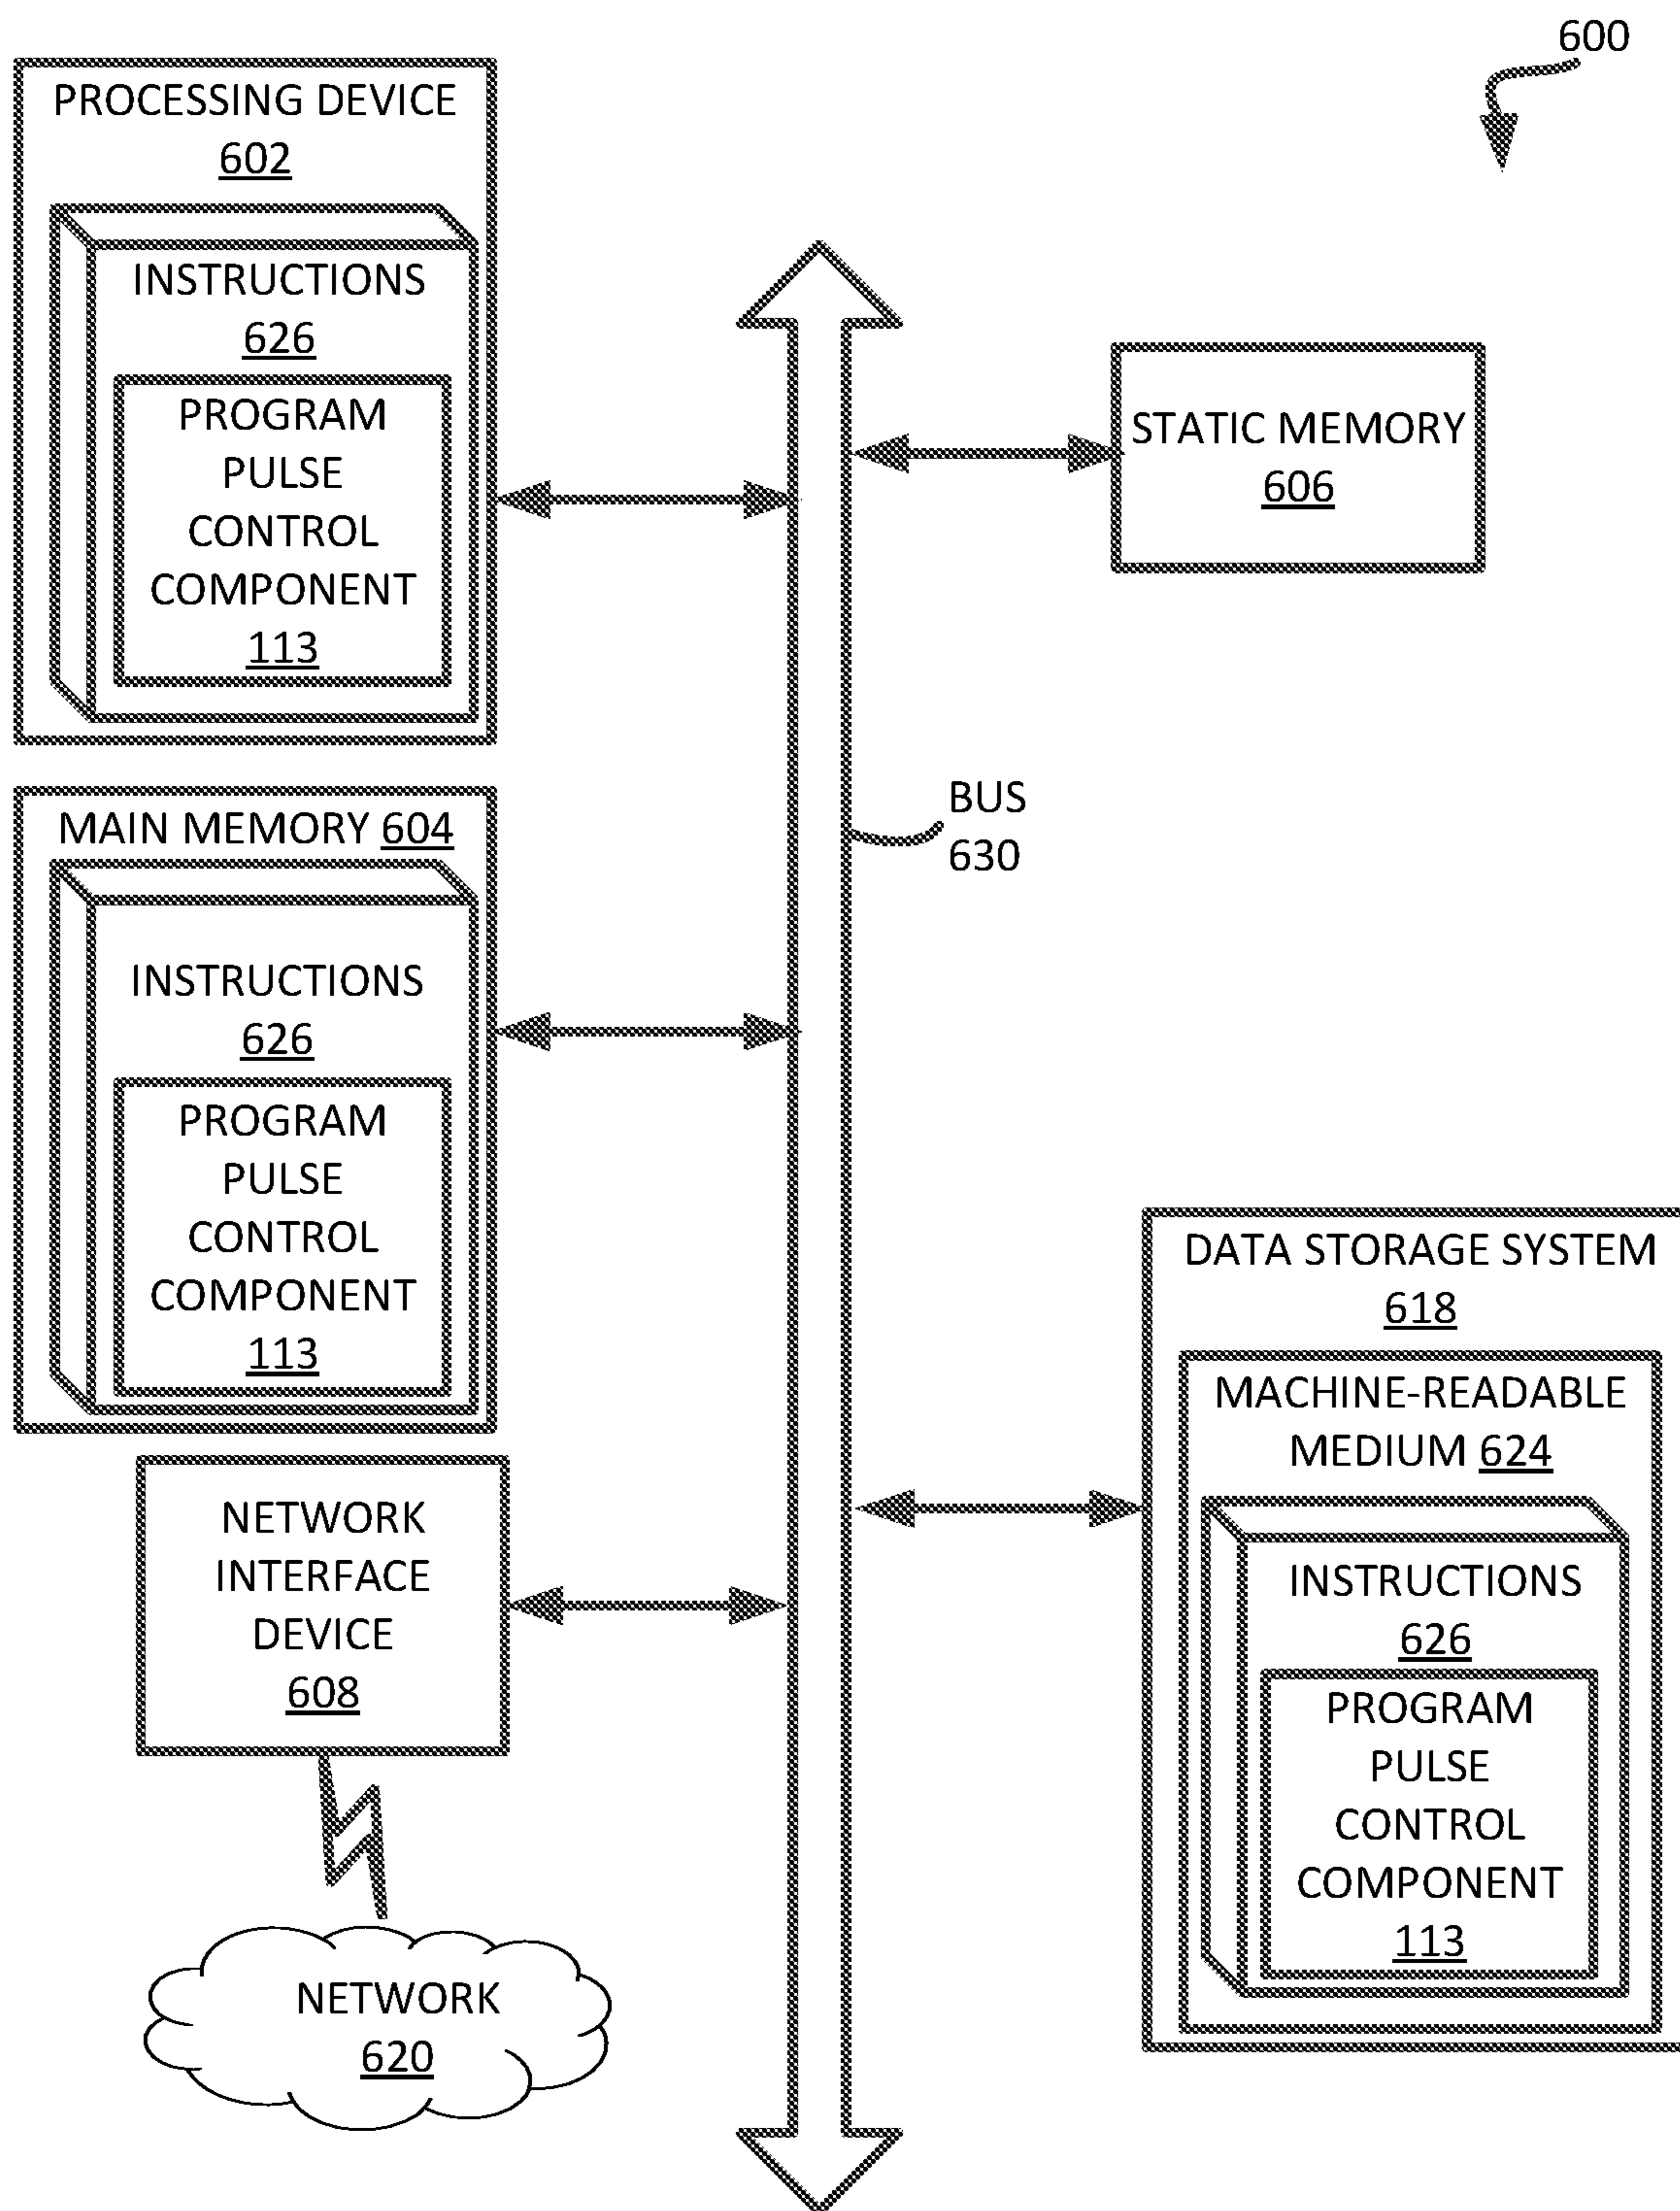 600
PROCESSING DEVICE
602
INSTRUCTIONS
626
PROGRAM
PULSE
CONTROL
COMPONENT
113
STATIC MEMORY
606
BUS
630
MAIN MEMORY 604
INSTRUCTIONS
626
PROGRAM
PULSE
CONTROL
COMPONENT
113
DATA STORAGE SYSTEM
618
MACHINE-READABLE
MEDIUM 624
INSTRUCTIONS
626
PROGRAM
PULSE
CONTROL
COMPONENT
113
NETWORK
INTERFACE
DEVICE
608
NETWORK
620